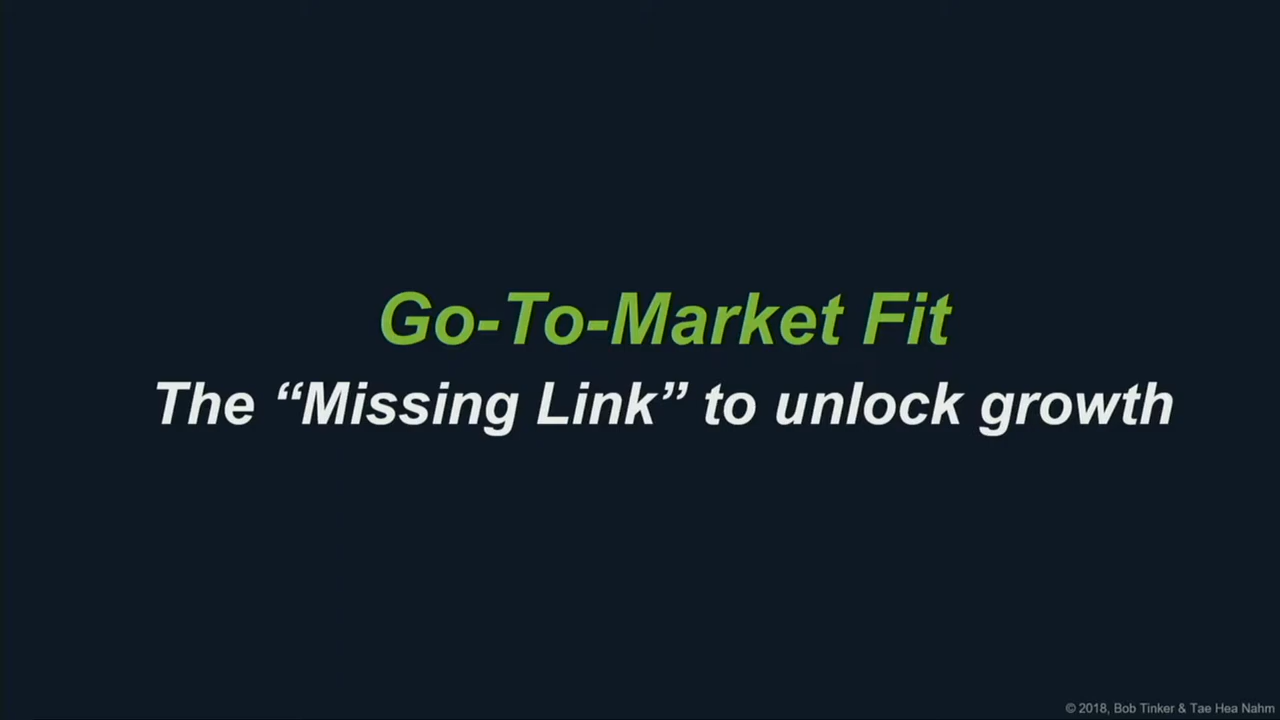 Go-To-Market Fit
The “Missing Link” to unlock growth
© 2018, Bob Tinker & Tae Hea Nahm